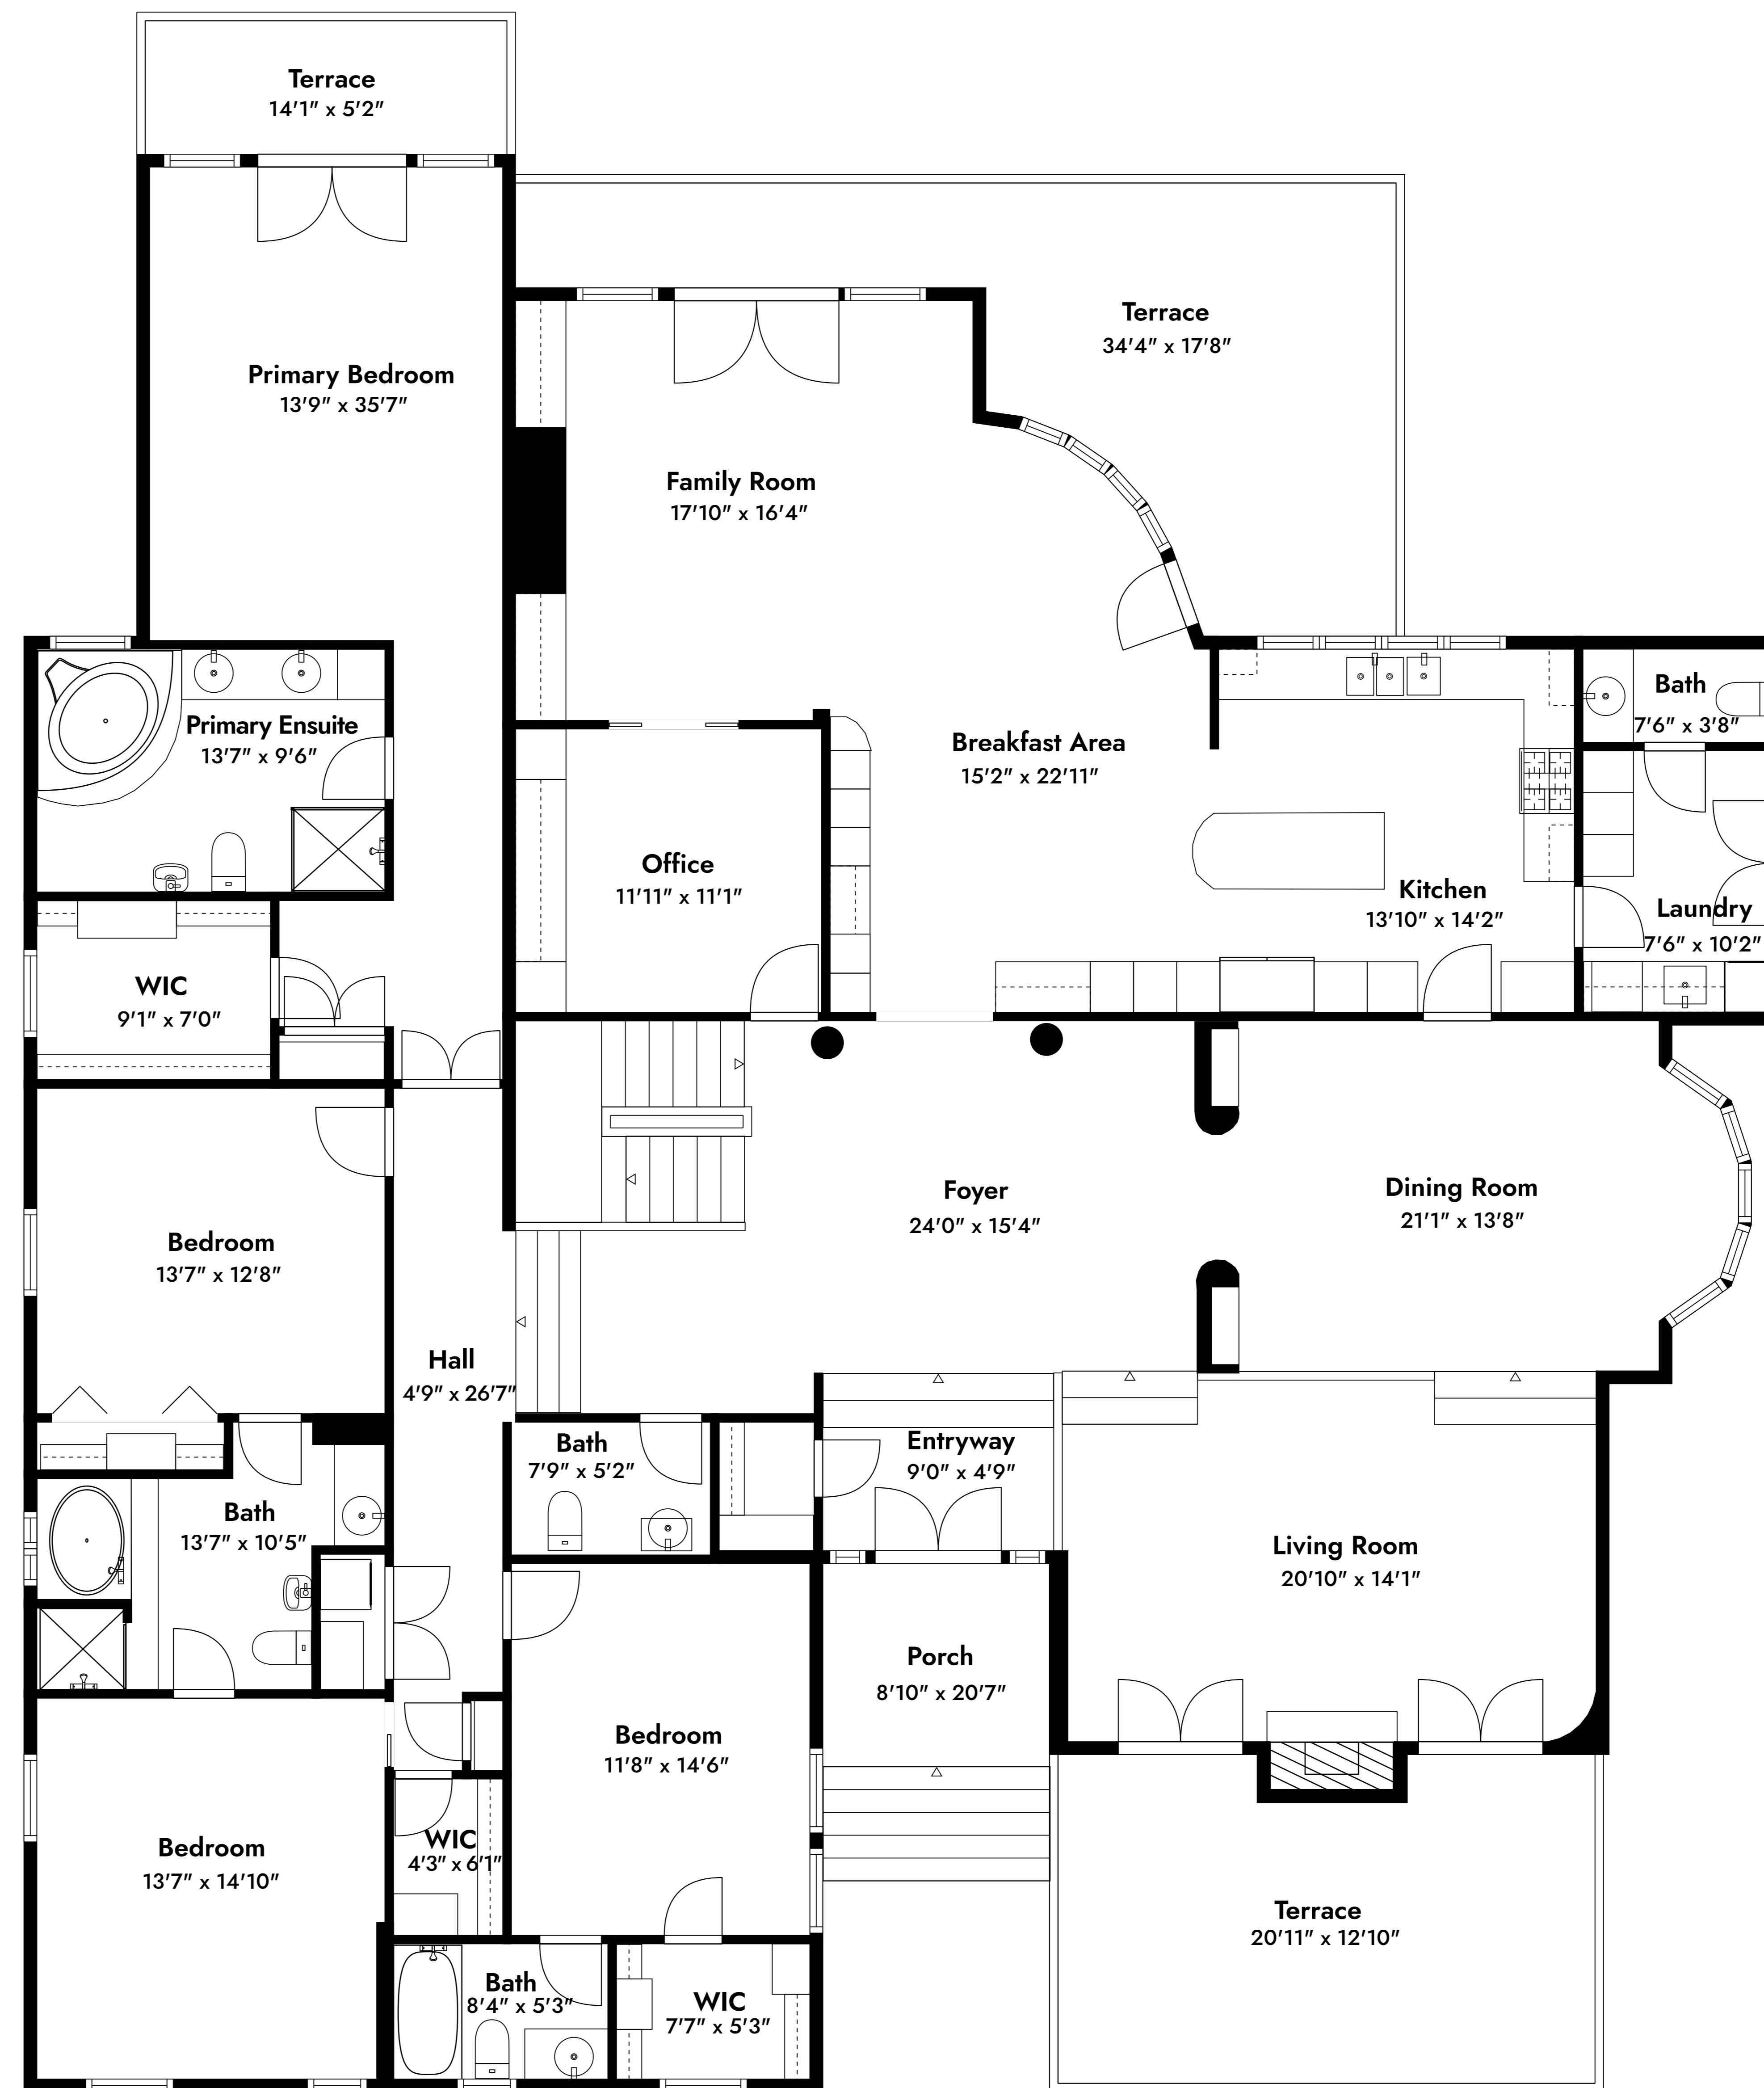 Terrace
14'1" x 5'2"
Terrace
34'4" x 17'8"
Primary Bedroom
13'9" x 35'7"
Family Room
17'10" x 16'4"
Bath
7'6" x 3'8"
Primary Ensuite
13'7" x 9'6"
Breakfast Area
15'2" x 22'11"
Office
11'11" x 11'1"
Kitchen
13'10" x 14'2"
Laundry
7'6" x 10'2"
WIC
9'1" x 7'0"
Foyer
24'0" x 15'4"
Dining Room
21'1" x 13'8"
Bedroom
13'7" x 12'8"
Hall
4'9" x 26'7"
Bath
7'9" x 5'2"
Entryway
9'0" x 4'9"
Bath
13'7" x 10'5"
Living Room
20'10" x 14'1"
Porch
8'10" x 20'7"
Bedroom
11'8" x 14'6"
Bedroom
13'7" x 14'10"
WIC
4'3" x 6'1"
Terrace
20'11" x 12'10"
Bath
8'4" x 5'3"
WIC
7'7" x 5'3"